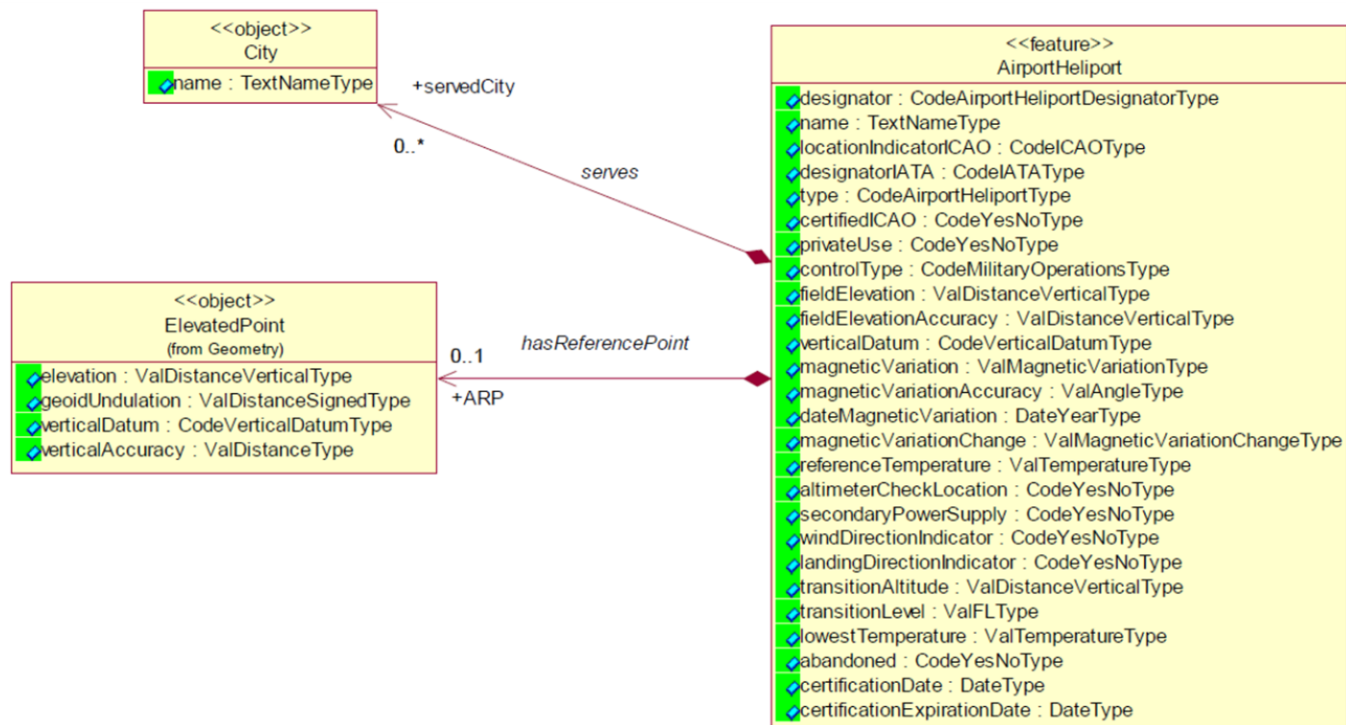 <<object>>
City
name : TextNameType
+servedCity
0..*
serves
<<object>>
ElevatedPoint
(from Geometry)
elevation : ValDistanceVerticalType
geoidUndulation : ValDistanceSignedType
verticalDatum : CodeVerticalDatumType
verticalAccuracy : ValDistanceType
0..1
hasReferencePoint
+ARP
<<feature>>
AirportHeliport
designator : CodeAirportHeliportDesignatorType
name : TextNameType
locationIndicatorICAO : CodeICAOType
designatorIATA : CodeIATAType
type : CodeAirportHeliportType
certifiedICAO : CodeYesNoType
privateUse : CodeYesNoType
controlType : CodeMilitaryOperationsType
fieldElevation : ValDistanceVerticalType
fieldElevationAccuracy : ValDistanceVerticalType
verticalDatum : CodeVerticalDatumType
magneticVariation : ValMagneticVariationType
magneticVariationAccuracy : ValAngleType
dateMagneticVariation : DateYearType
magneticVariationChange : ValMagneticVariationChangeType
referenceTemperature : ValTemperatureType
altimeterCheckLocation : CodeYesNoType
secondaryPowerSupply : CodeYesNoType
windDirectionIndicator : CodeYesNoType
landingDirectionIndicator : CodeYesNoType
transitionAltitude : ValDistanceVerticalType
transitionLevel : ValFLType
lowestTemperature : ValTemperatureType
abandoned : CodeYesNoType
certificationDate : DateType
certificationExpirationDate : DateType